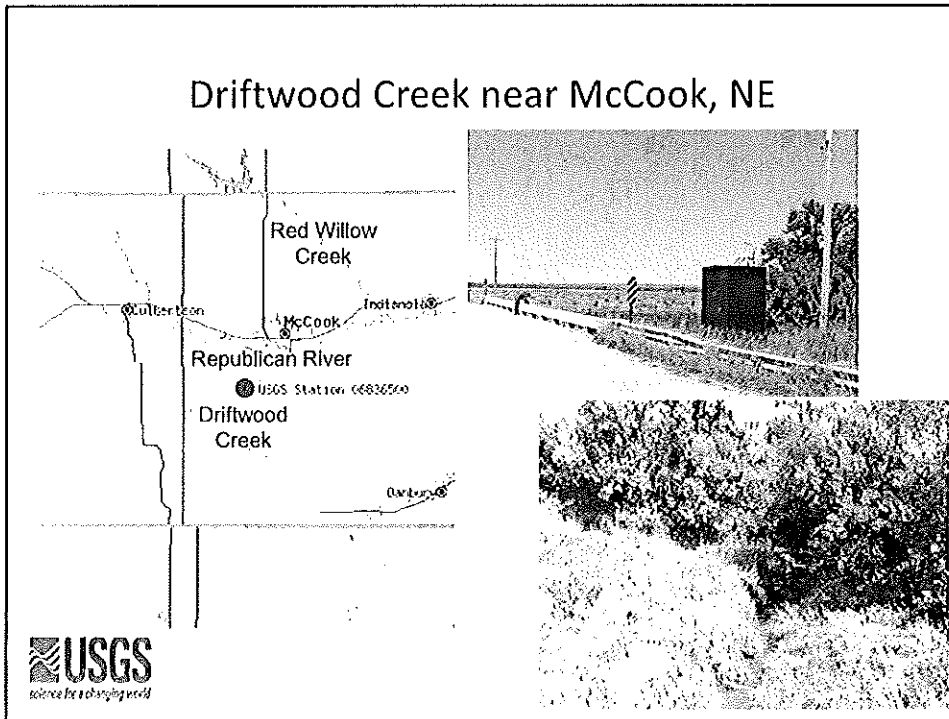 Driftwood Creek near McCook, NE
Red Willow
Creek
Culbertson
McCook
Indianola
Republican River
USGS Station 06836500
Driftwood
Creek
Danbury
USGS
science for a changing world